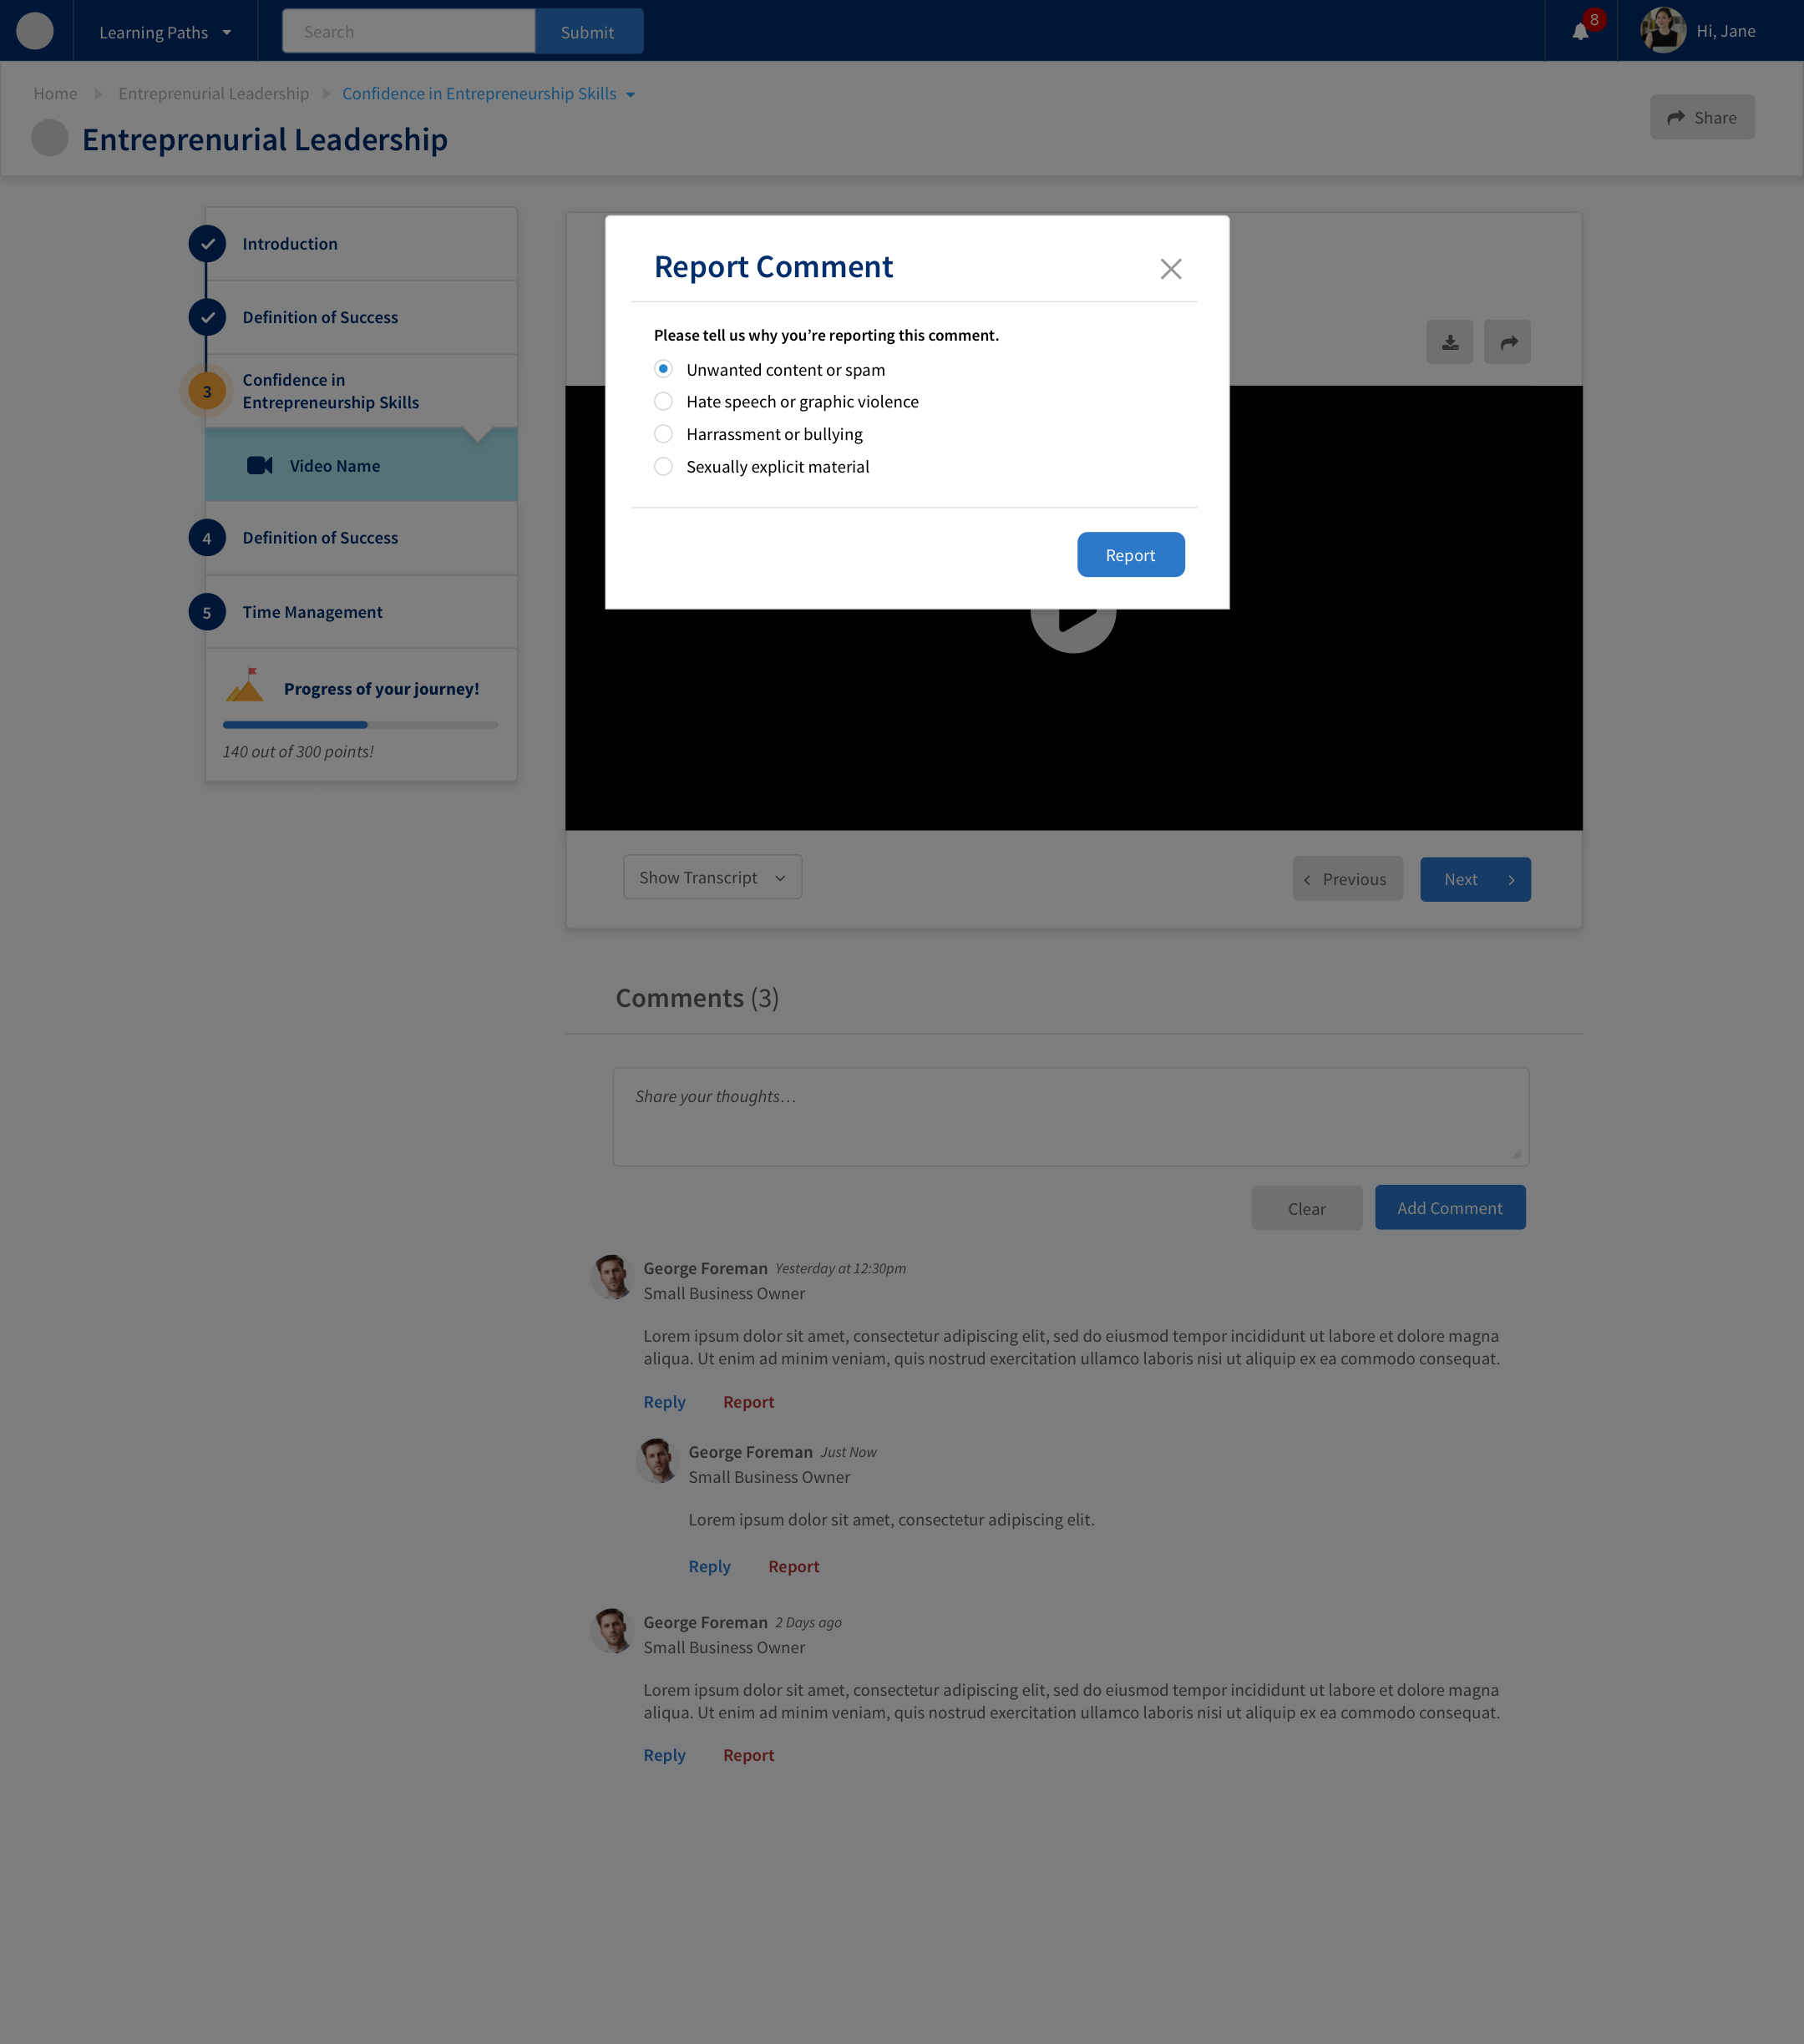 Learning Paths
Search
Submit
8
Hi, Jane
Home
Entreprenurial Leadership
Confidence in Entrepreneurship Skills
Entreprenurial Leadership
Share
Introduction
Definition of Success
3
Confidence in
Entrepreneurship Skills
Video Name
4
Definition of Success
5
Time Management
Progress of your journey!
140 out of 300 points!
Report Comment
Please tell us why you’re reporting this comment.
Unwanted content or spam
Hate speech or graphic violence
Harrassment or bullying
Sexually explicit material
Report
Show Transcript
Previous
Next
Comments (3)
Share your thoughts…
Clear
Add Comment
George Foreman Yesterday at 12:30pm
Small Business Owner
Lorem ipsum dolor sit amet, consectetur adipiscing elit, sed do eiusmod tempor incididunt ut labore et dolore magna
aliqua. Ut enim ad minim veniam, quis nostrud exercitation ullamco laboris nisi ut aliquip ex ea commodo consequat.
Reply Report
George Foreman Just Now
Small Business Owner
Lorem ipsum dolor sit amet, consectetur adipiscing elit.
Reply Report
George Foreman 2 Days ago
Small Business Owner
Lorem ipsum dolor sit amet, consectetur adipiscing elit, sed do eiusmod tempor incididunt ut labore et dolore magna
aliqua. Ut enim ad minim veniam, quis nostrud exercitation ullamco laboris nisi ut aliquip ex ea commodo consequat.
Reply Report